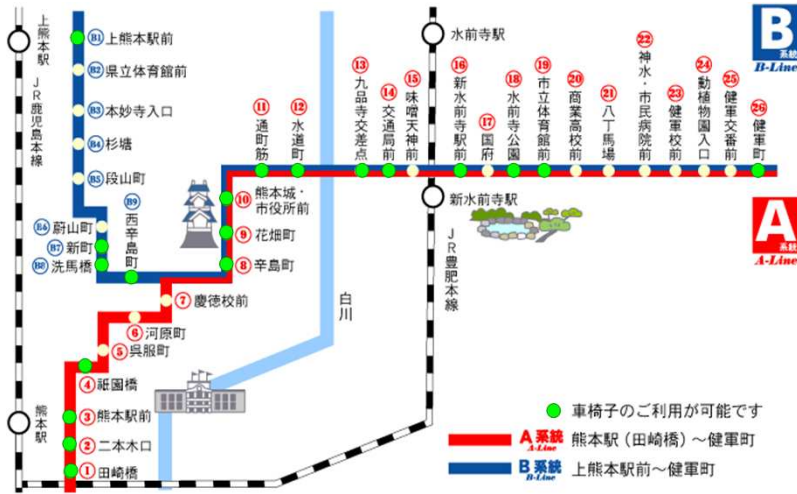 上熊本駅
JR鹿児島本線
B1 上熊本駅前
B2 県立体育館前
B3 本妙寺入口
B4 杉塘
B5 段山町
B6 蔚山町
B7 新町
B8 洗馬橋
B9 西辛島町
熊本駅
1 田崎橋
2 二本木口
3 熊本駅前
4 祇園橋
5 呉服町
6 河原町
7 慶徳校前
8 辛島町
9 花畑町
10 熊本城・
市役所前
11 通町筋
12 水道町
13 九品寺交差点
14 交通局前
15 味噌天神前
16 新水前寺駅前
17 国府
18 水前寺公園
19 市立体育館前
20 商業高校前
21 八丁馬場
22 神水・市民病院前
23 健軍校前
24 動植物園入口
25 健軍交番前
26 健軍町
水前寺駅
新水前寺駅
JR豊肥本線
白川
B
系統
B-Line
A
系統
A-Line
車椅子のご利用が可能です
A 系統 A-Line 熊本駅(田崎橋)~健軍町
B 系統 B-Line 上熊本駅前~健軍町